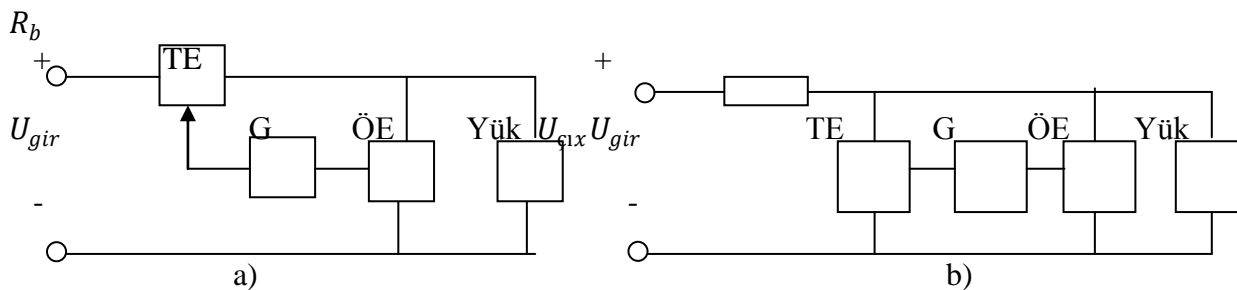 R_b
+ TE +
U_gir G ÖE Yük U_çıx U_gir TE G ÖE Yük
- -
a) b)